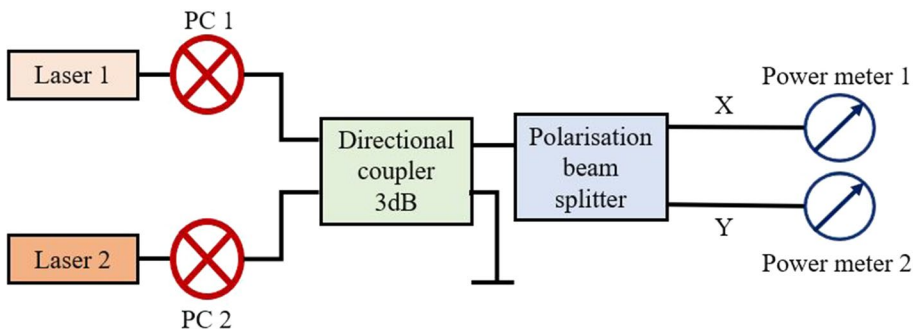 PC 1
Laser 1
Power meter 1
X
Directional
coupler
3dB
Polarisation
beam
splitter
Y
Laser 2
Power meter 2
PC 2